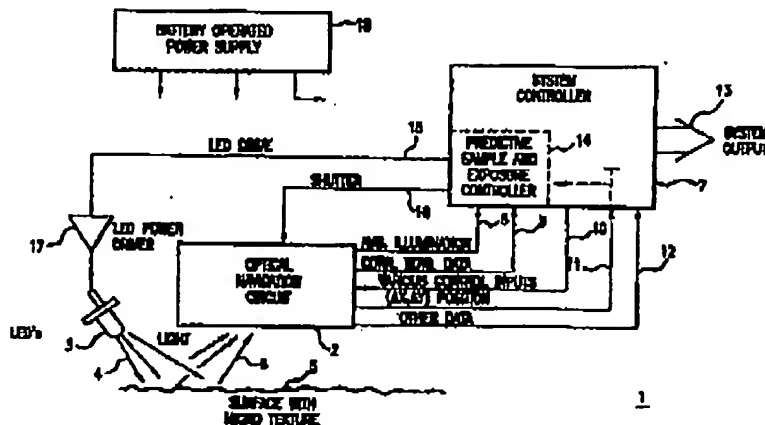 BATTERY OPERATED
POWER SUPPLY
19
SYSTEM
CONTROLLER
13
SYSTEM
OUTPUT
LED DRIVE
15
PREDICTIVE
SAMPLE AND
EXPOSURE
CONTROLLER
14
7
SHUTTER
16
17
LED POWER
DRIVER
OPTICAL
NAVIGATION
CIRCUIT
AVG. ILLUMINATION
8
9
10
11
12
DATA
VARIOUS CONTROL INPUTS
(ΔX,ΔY) POSITION
OTHER DATA
2
LED's
3
4
LIGHT
6
5
SURFACE WITH
MICRO TEXTURE
1